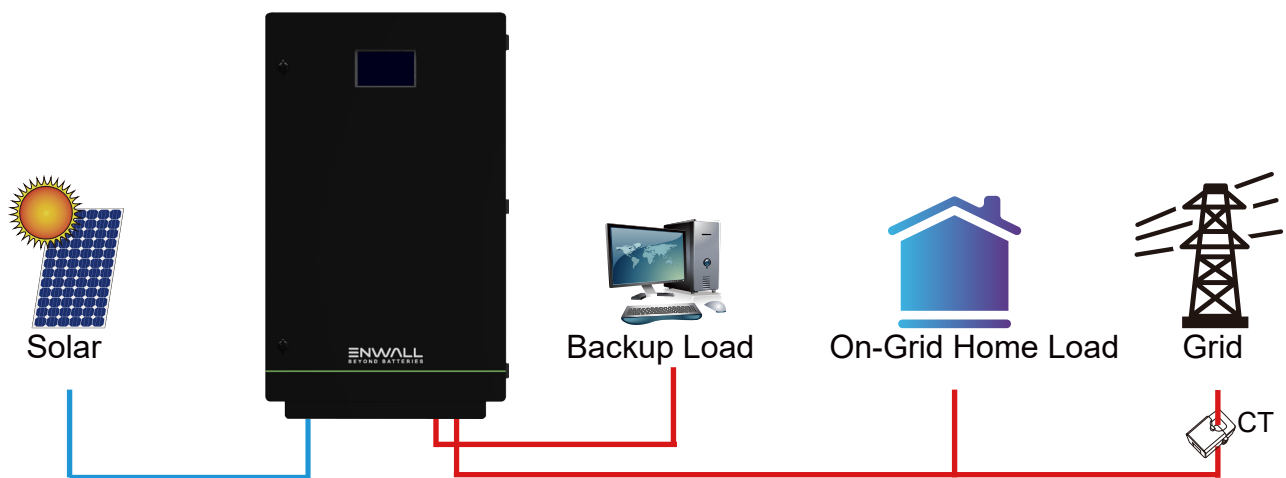 ENWALL
BEYOND BATTERIES
Solar
Backup Load
On-Grid Home Load
Grid
CT